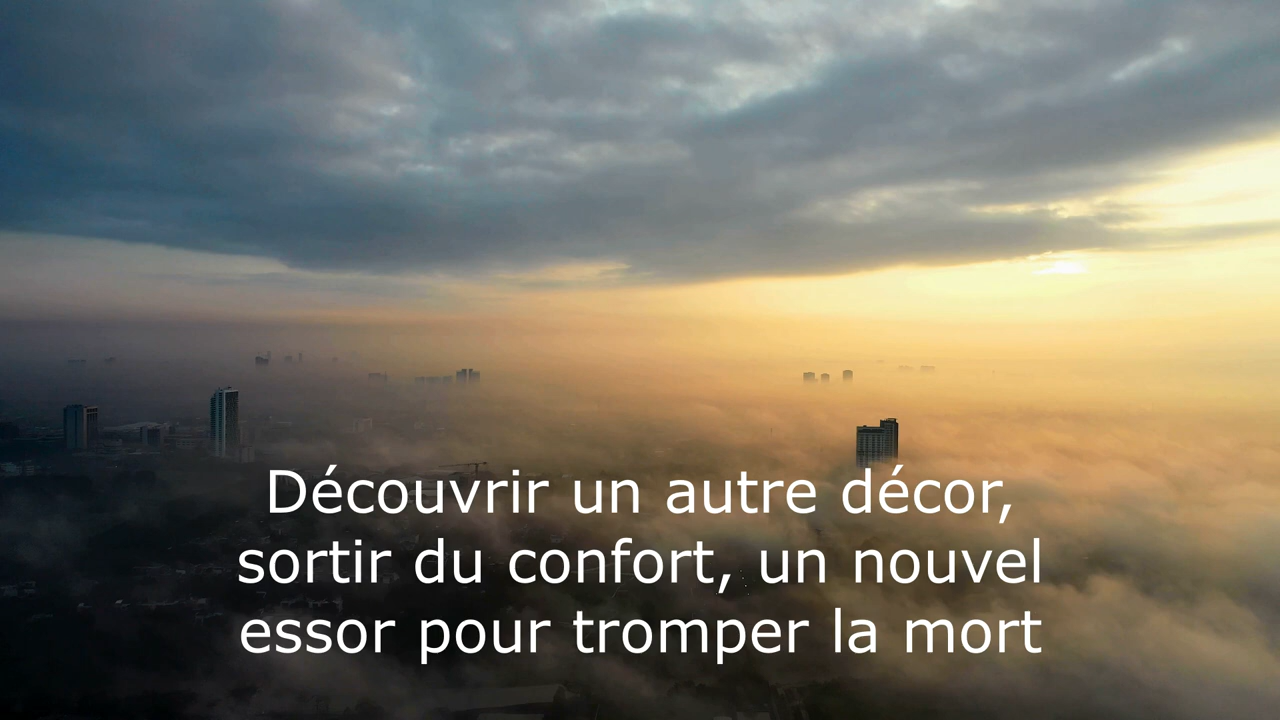 Découvrir un autre décor,
sortir du confort, un nouvel
essor pour tromper la mort